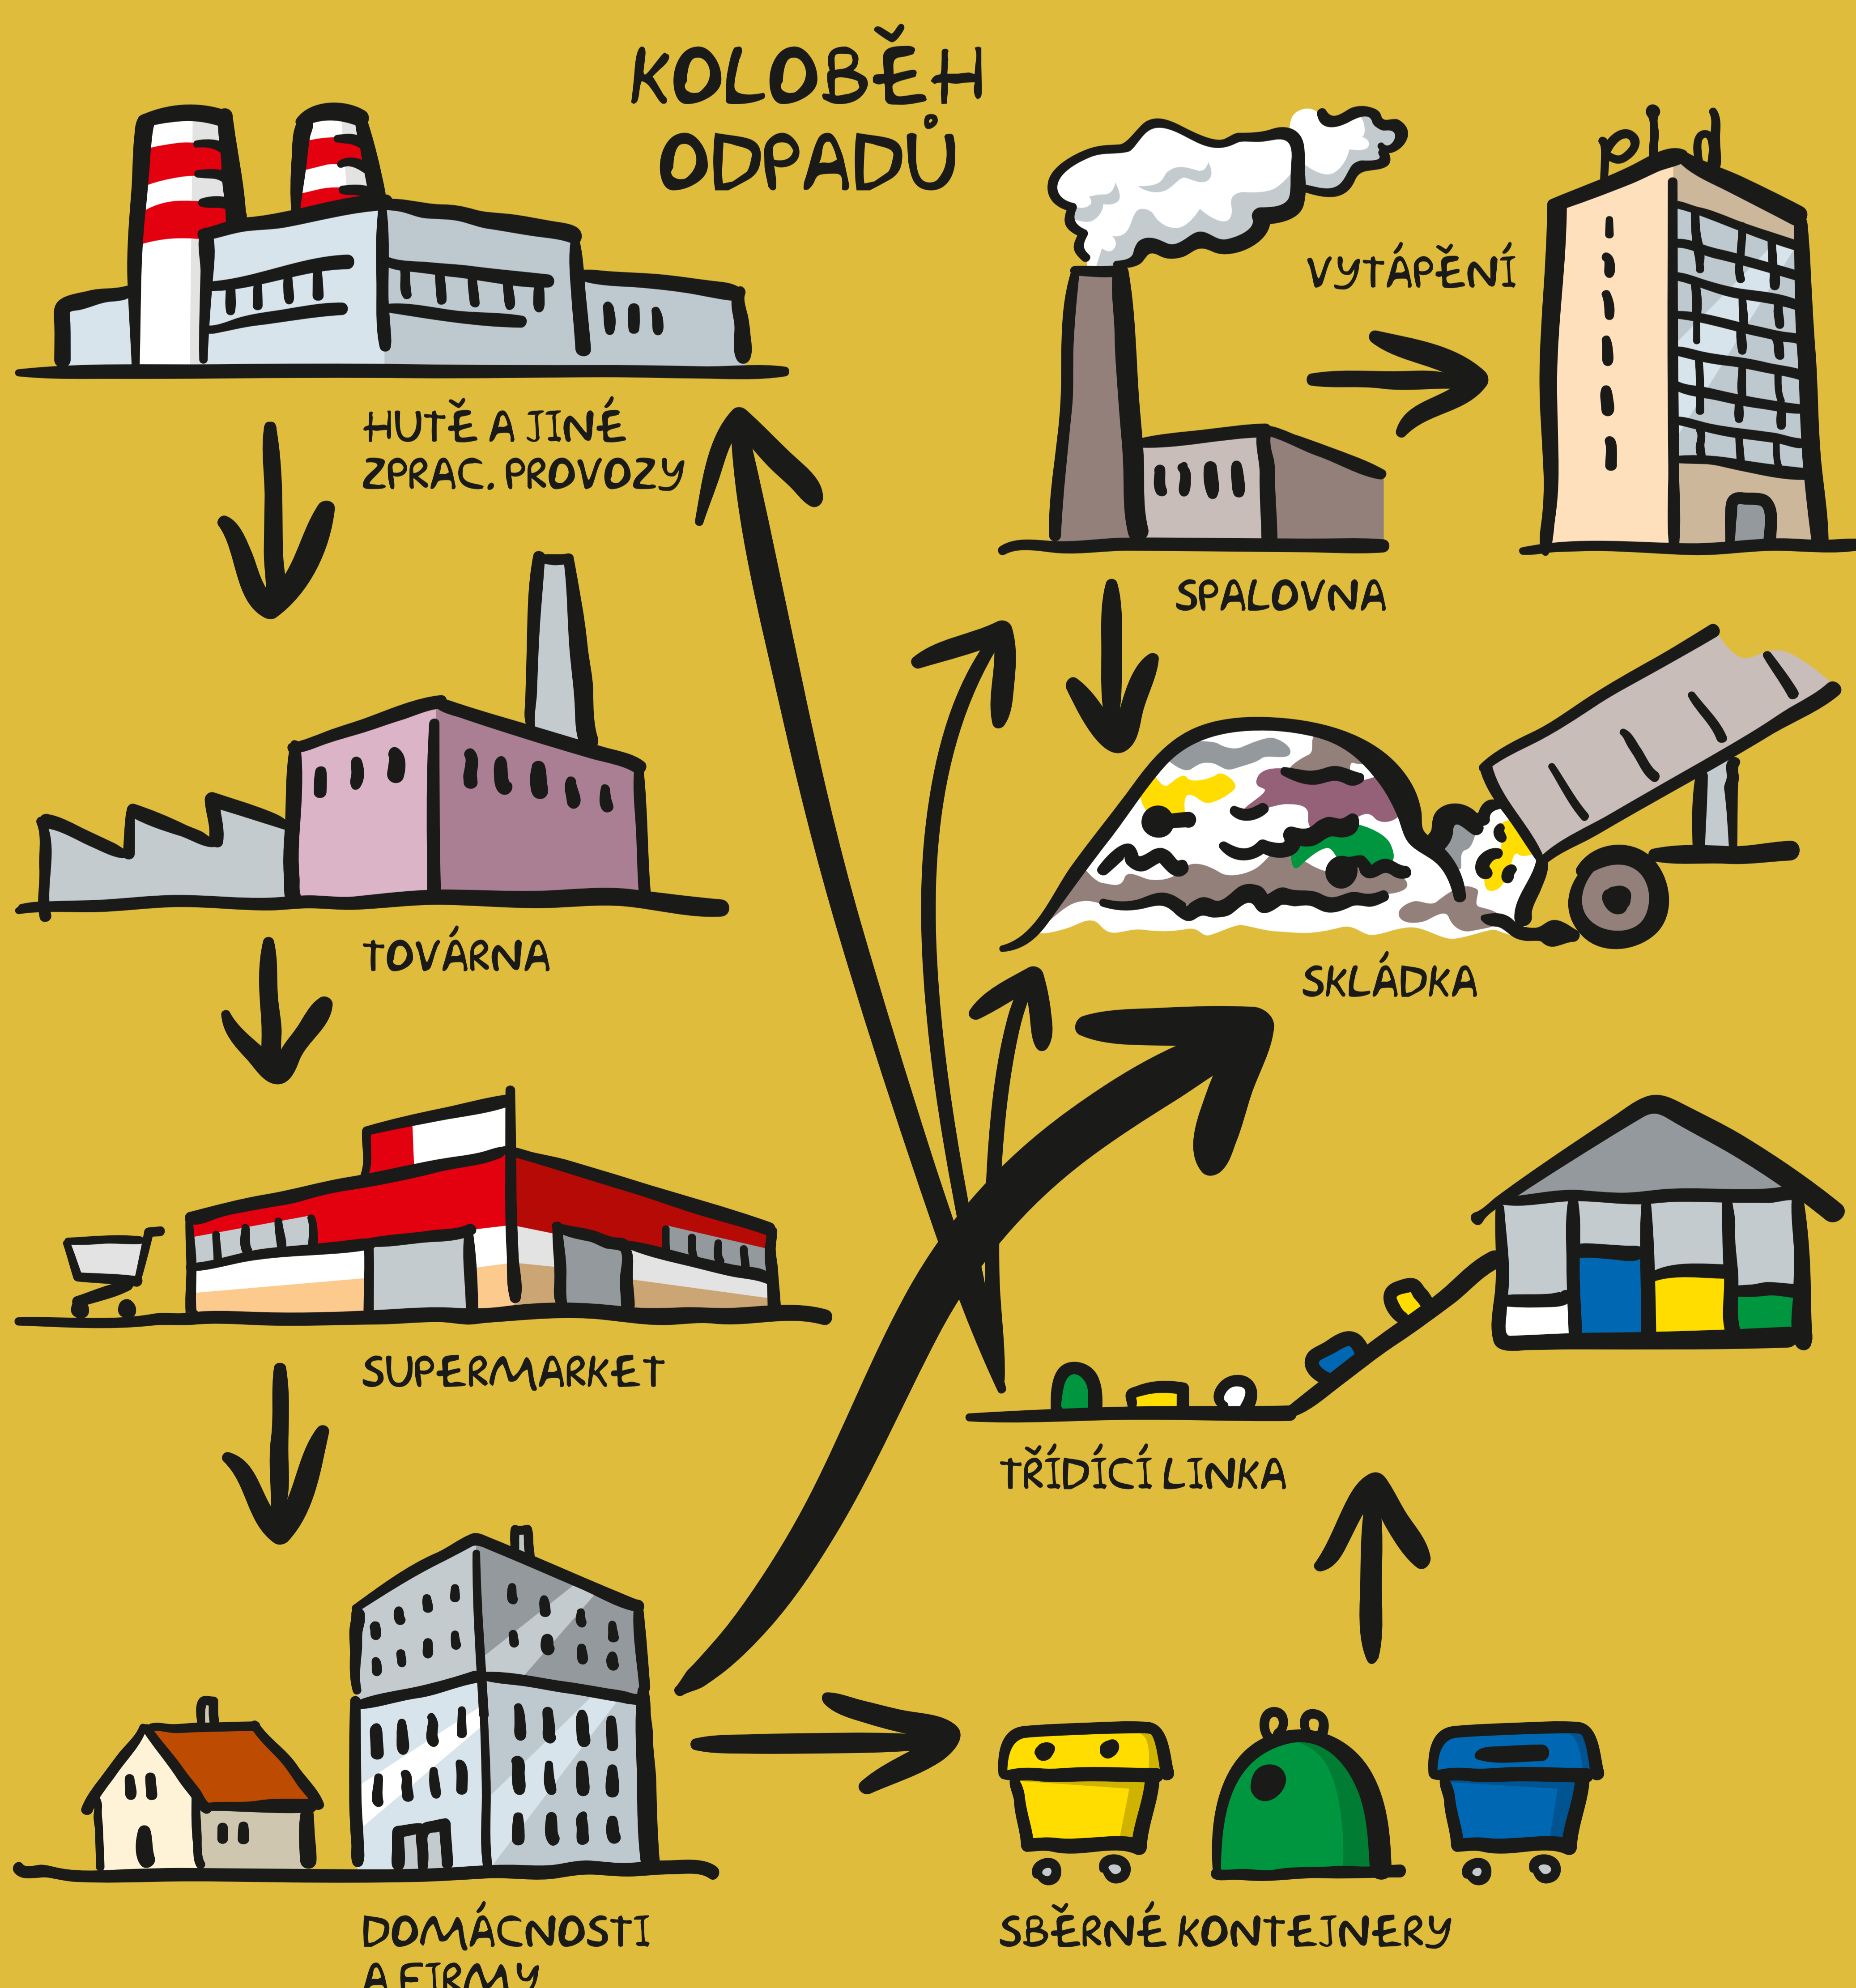 KOLOBĚH
ODPADŮ
VYTÁPĚNÍ
HUTĚ A JINÉ
ZPRAC. PROVOZY
SPALOVNA
TOVÁRNA
SKLÁDKA
SUPERMARKET
TŘÍDÍCÍ LINKA
DOMÁCNOSTI
A FIRMY
SBĚRNÉ KONTEJNERY